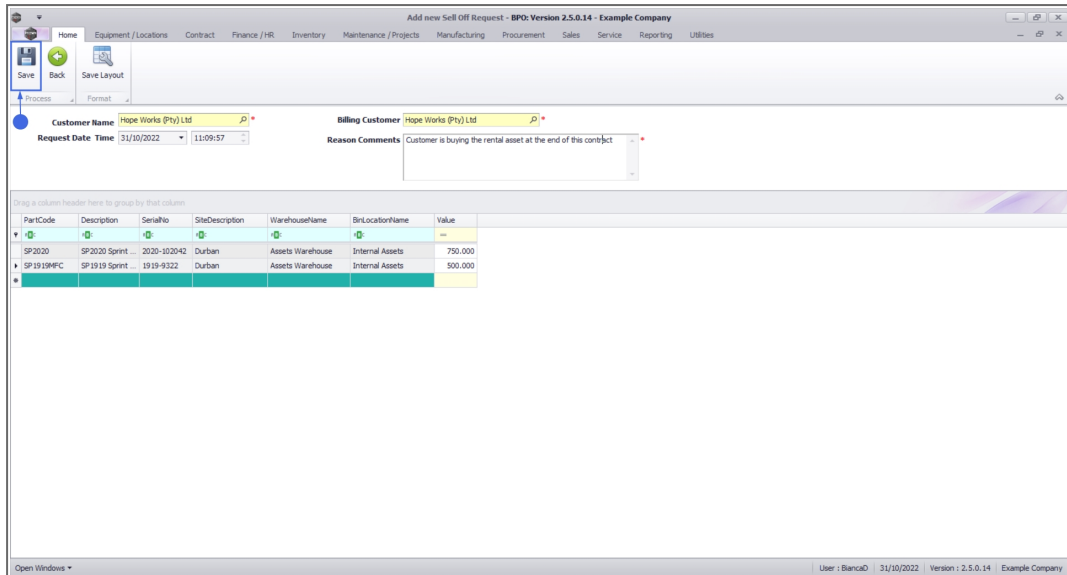 Add new Sell Off Request - BPO: Version 2.5.0.14 - Example Company
Home Equipment / Locations Contract Finance / HR Inventory Maintenance / Projects Manufacturing Procurement Sales Service Reporting Utilities
Save Back Save Layout
Process Format
Customer Name Hope Works (Pty) Ltd * Billing Customer Hope Works (Pty) Ltd *
Request Date Time 31/10/2022 11:09:57 Reason Comments Customer is buying the rental asset at the end of this contract *
Drag a column header here to group by that column
PartCode Description SerialNo SiteDescription WarehouseName BinLocationName Value
=
SP2020 SP2020 Sprint ... 2020-102042 Durban Assets Warehouse Internal Assets 750.000
SP1919MFC SP1919 Sprint ... 1919-9322 Durban Assets Warehouse Internal Assets 500.000
Open Windows User : BiancaD 31/10/2022 Version : 2.5.0.14 Example Company